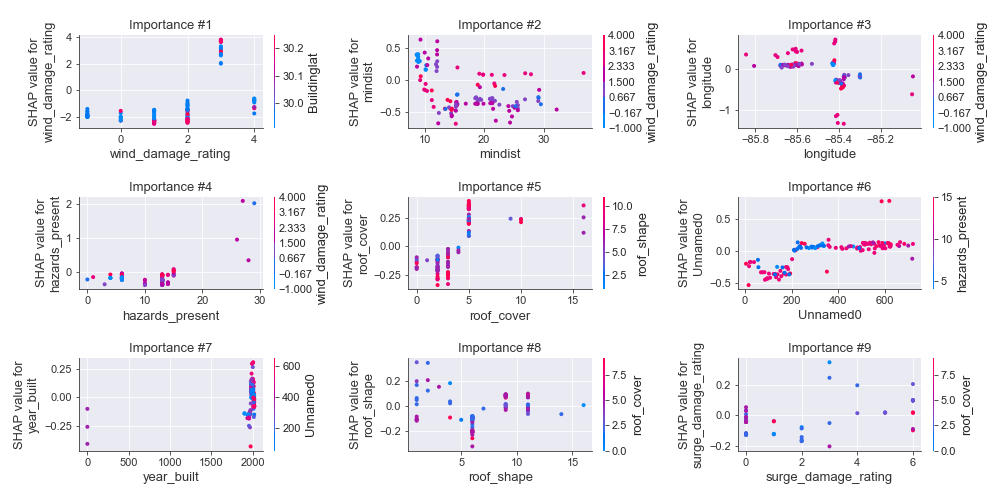 Importance #1
SHAP value for
wind_damage_rating
4
2
0
−2
0
2
4
wind_damage_rating
30.2
30.1
30.0
Buildinglat
Importance #2
SHAP value for
mindist
0.5
0.0
−0.5
10
20
30
mindist
4.000
3.167
2.333
1.500
0.667
−0.167
−1.000
wind_damage_rating
Importance #3
SHAP value for
longitude
0
−1
−85.8
−85.6
−85.4
−85.2
longitude
4.000
3.167
2.333
1.500
0.667
−0.167
−1.000
wind_damage_rating
Importance #4
SHAP value for
hazards_present
2
1
0
0
10
20
30
hazards_present
4.000
3.167
2.333
1.500
0.667
−0.167
−1.000
wind_damage_rating
Importance #5
SHAP value for
roof_cover
0.25
0.00
−0.25
0
5
10
15
roof_cover
10.0
7.5
5.0
2.5
roof_shape
Importance #6
SHAP value for
Unnamed0
0.5
0.0
−0.5
0
200
400
600
Unnamed0
15
10
5
hazards_present
Importance #7
SHAP value for
year_built
0.25
0.00
−0.25
0
500
1000
1500
2000
year_built
600
400
200
Unnamed0
Importance #8
SHAP value for
roof_shape
0.2
0.0
−0.2
5
10
15
roof_shape
7.5
5.0
2.5
0.0
roof_cover
Importance #9
SHAP value for
surge_damage_rating
0.2
0.0
−0.2
0
2
4
6
surge_damage_rating
7.5
5.0
2.5
0.0
roof_cover